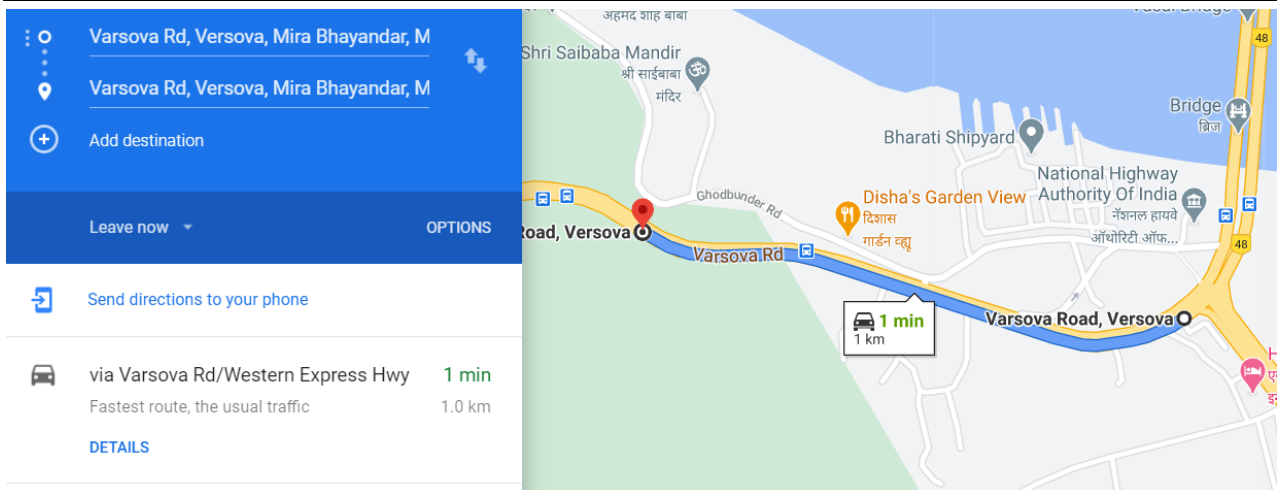 Varsova Rd, Versova, Mira Bhayandar, M
Varsova Rd, Versova, Mira Bhayandar, M
Add destination
Leave now
OPTIONS
Send directions to your phone
via Varsova Rd/Western Express Hwy
1 min
Fastest route, the usual traffic
1.0 km
DETAILS
अहमद शाह बाबा
Shri Saibaba Mandir
श्री साईबाबा
मंदिर
48
Bridge
ब्रिज
Bharati Shipyard
National Highway
Authority Of India
नॅशनल हायवे
ऑथोरिटी ऑफ...
Ghodbunder Rd
Disha's Garden View
दिशास
गार्डन व्ह्यू
Road, Versova
Varsova Rd
48
1 min
1 km
Varsova Road, Versova